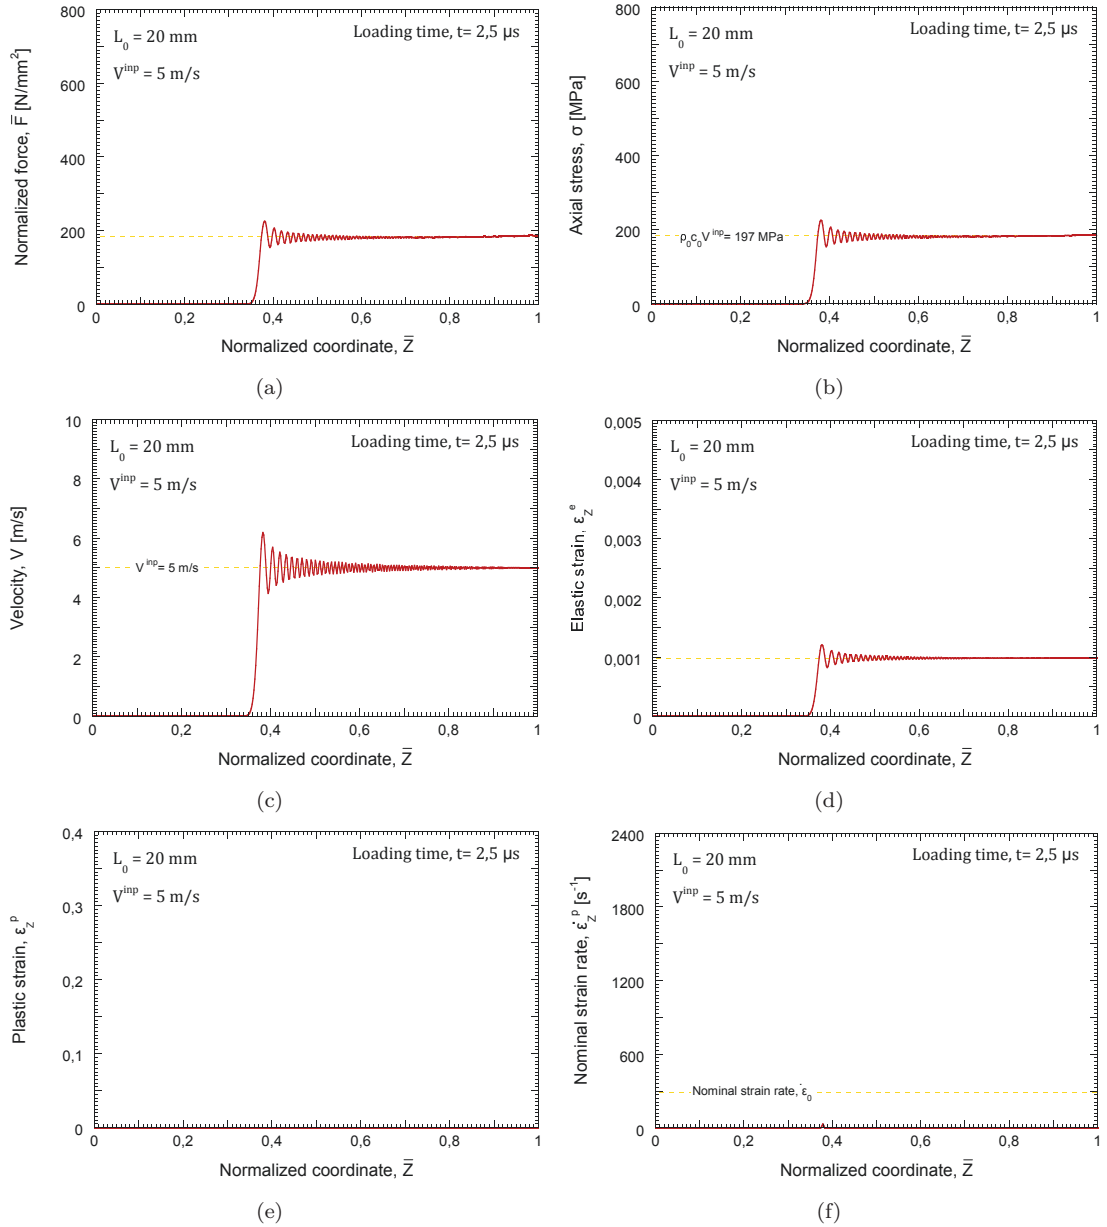 800
600
400
200
0
L0 = 20 mm
Loading time, t= 2,5 µs
Vinp = 5 m/s
Normalized force, F̅ [N/mm2]
0 0,2 0,4 0,6 0,8 1
Normalized coordinate, Z̅
(a)
800
600
400
200
0
L0 = 20 mm
Loading time, t= 2,5 µs
Vinp = 5 m/s
Axial stress, σ [MPa]
ρ0c0Vinp= 197 MPa
0 0,2 0,4 0,6 0,8 1
Normalized coordinate, Z̅
(b)
10
8
6
4
2
0
L0 = 20 mm
Loading time, t= 2,5 µs
Vinp = 5 m/s
Velocity, V [m/s]
Vinp= 5 m/s
0 0,2 0,4 0,6 0,8 1
Normalized coordinate, Z̅
(c)
0,005
0,004
0,003
0,002
0,001
0
L0 = 20 mm
Loading time, t= 2,5 µs
Vinp = 5 m/s
Elastic strain, εZe
0 0,2 0,4 0,6 0,8 1
Normalized coordinate, Z̅
(d)
0,4
0,3
0,2
0,1
0
L0 = 20 mm
Loading time, t= 2,5 µs
Vinp = 5 m/s
Plastic strain, εZp
0 0,2 0,4 0,6 0,8 1
Normalized coordinate, Z̅
(e)
2400
1800
1200
600
0
L0 = 20 mm
Loading time, t= 2,5 µs
Vinp = 5 m/s
Nominal strain rate, ε̇Zp [s-1]
Nominal strain rate, ε̇0
0 0,2 0,4 0,6 0,8 1
Normalized coordinate, Z̅
(f)